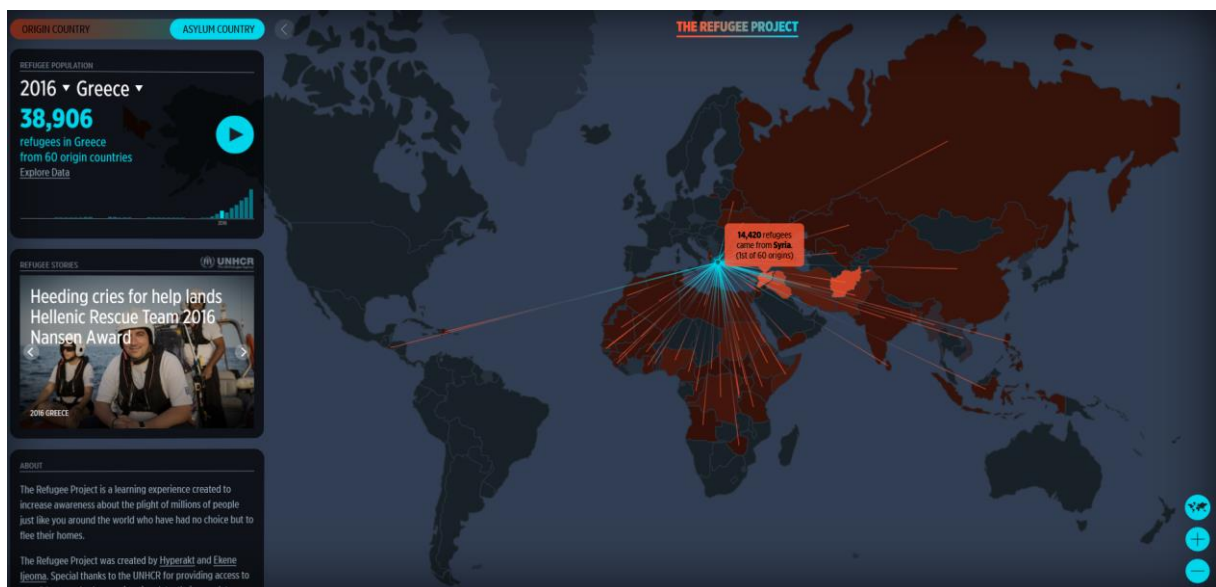 ORIGIN COUNTRY
ASYLUM COUNTRY
THE REFUGEE PROJECT
REFUGEE POPULATION
2016 Greece
38,906
refugees in Greece
from 60 origin countries
Explore Data
2016
14,420 refugees
came from Syria.
(1st of 60 origins)
REFUGEE STORIES
UNHCR
Heeding cries for help lands
Hellenic Rescue Team 2016
Nansen Award
2016 GREECE
ABOUT
The Refugee Project is a learning experience created to
increase awareness about the plight of millions of people
just like you around the world who have had no choice but to
flee their homes.
The Refugee Project was created by Hyperakt and Ekene
Ijeoma. Special thanks to the UNHCR for providing access to